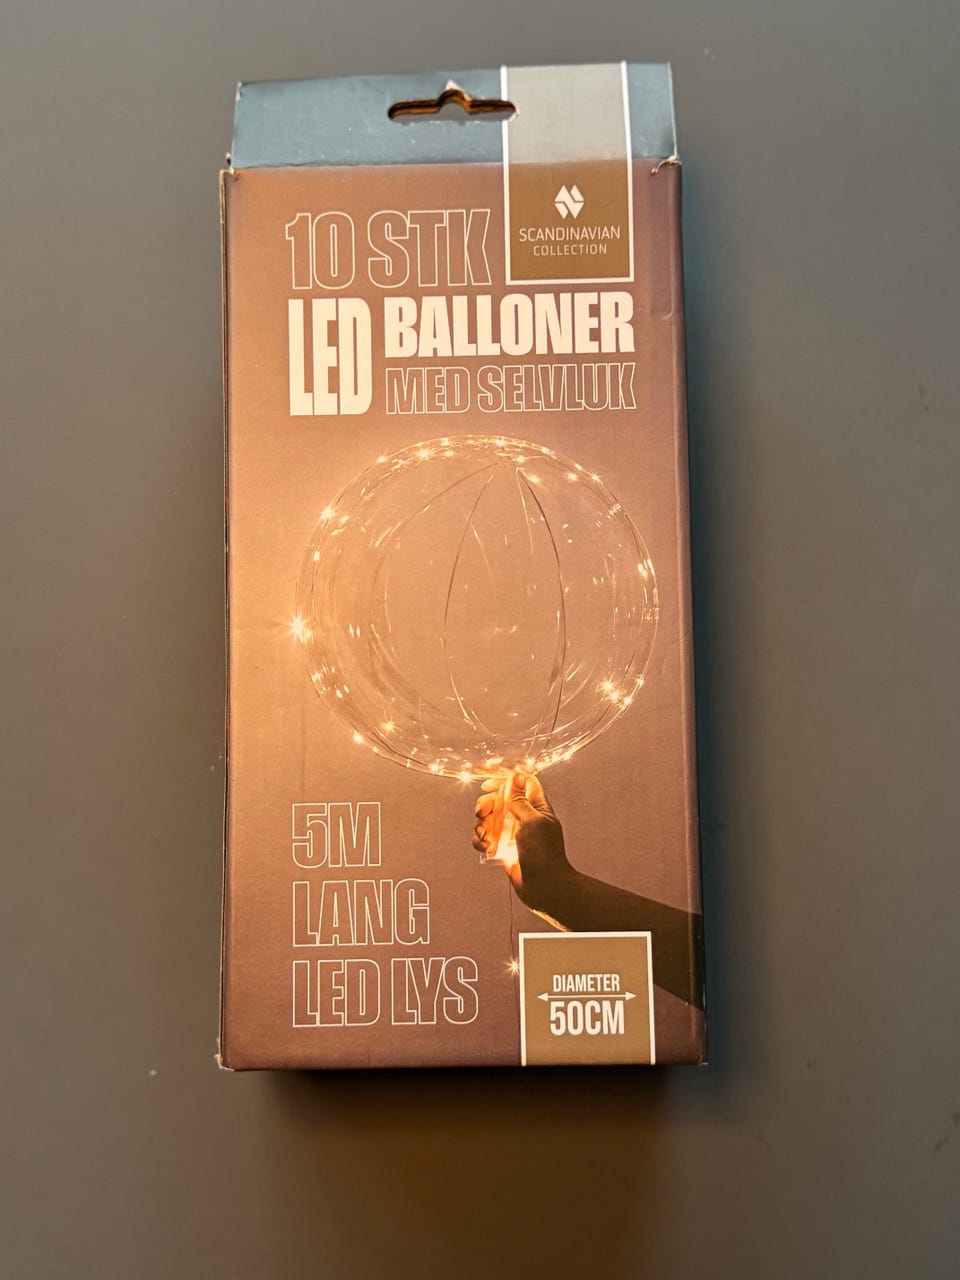 SCANDINAVIAN
COLLECTION
10 STK
LED BALLONER
MED SELVLUK
5M
LANG
LED LYS
DIAMETER
50CM